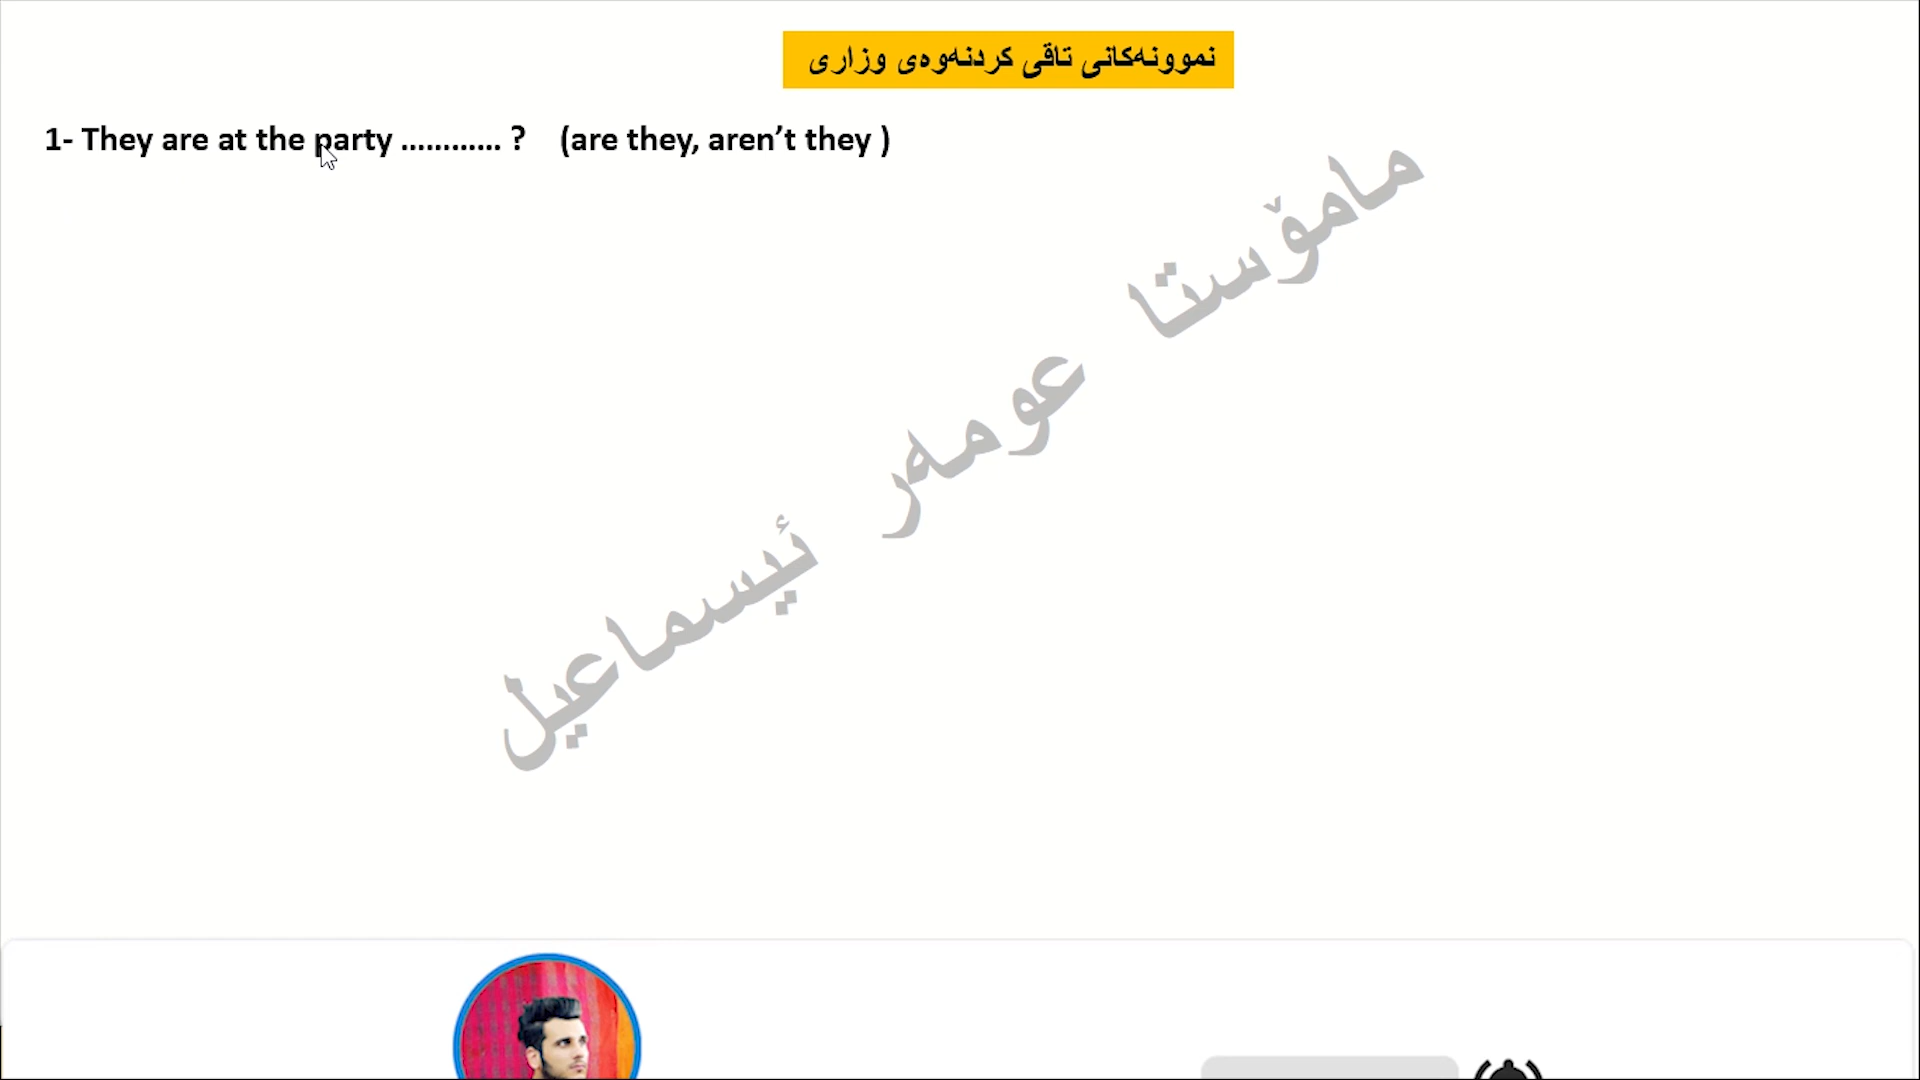 نموونەکانی تاقی کردنەوەی وزاری
1- They are at the party ............ ?    (are they, aren’t they )
مامۆستا عومەر ئیسماعیل